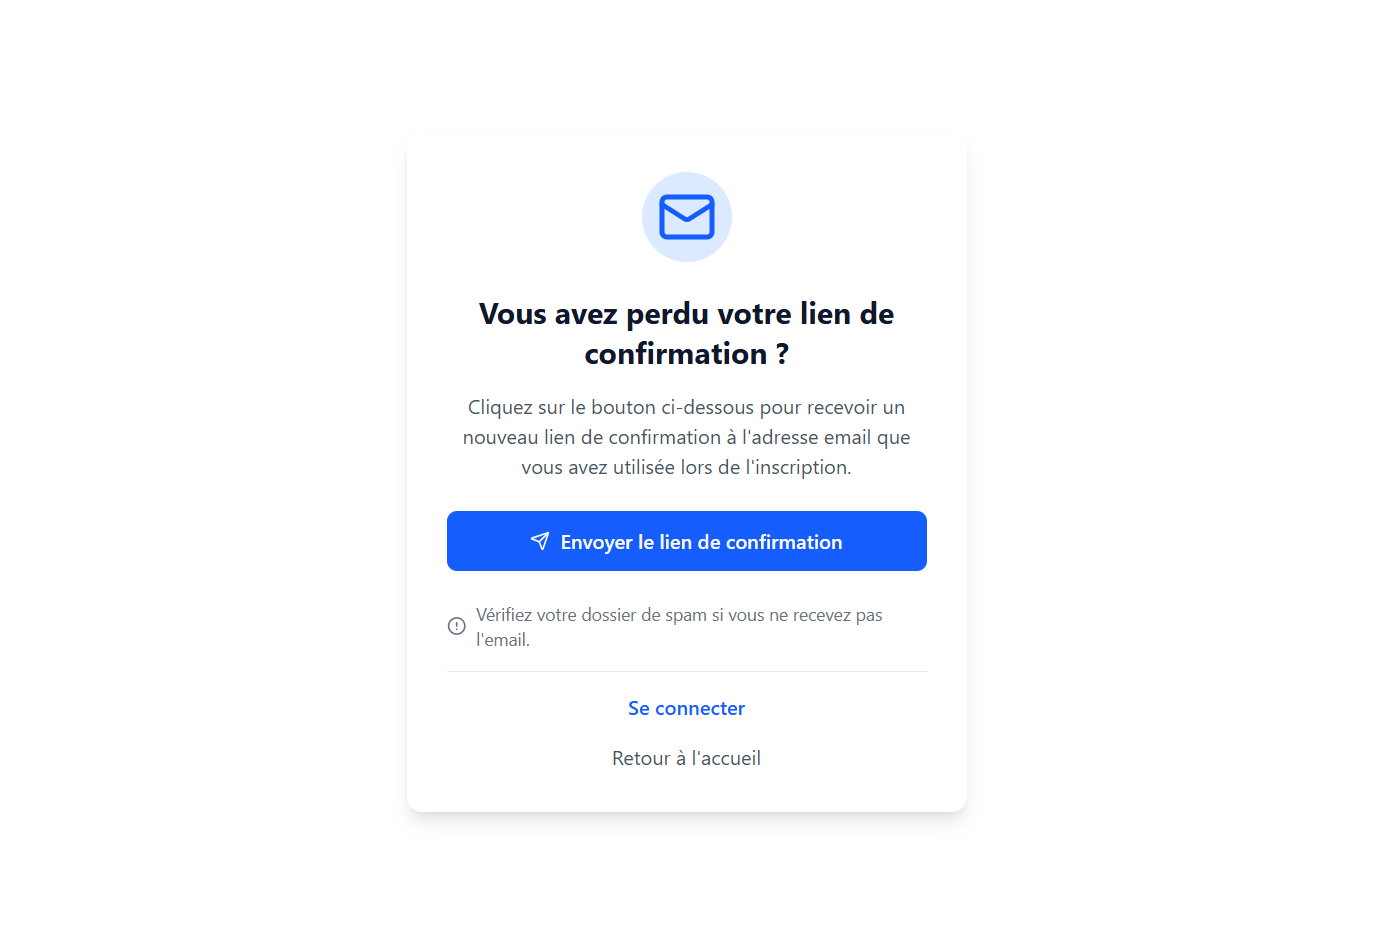 Vous avez perdu votre lien de
confirmation ?
Cliquez sur le bouton ci-dessous pour recevoir un
nouveau lien de confirmation à l'adresse email que
vous avez utilisée lors de l'inscription.
Envoyer le lien de confirmation
Vérifiez votre dossier de spam si vous ne recevez pas
l'email.
Se connecter
Retour à l'accueil